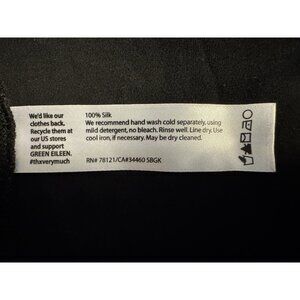 We'd like our
clothes back.
Recycle them at
our US stores
and support
GREEN EILEEN.
#thxverymuch
100% Silk
We recommend hand wash cold separately, using
mild detergent, no bleach. Rinse well. Line dry. Use
cool iron, if necessary. May be dry cleaned.
RN# 78121/CA#34460 SBGK